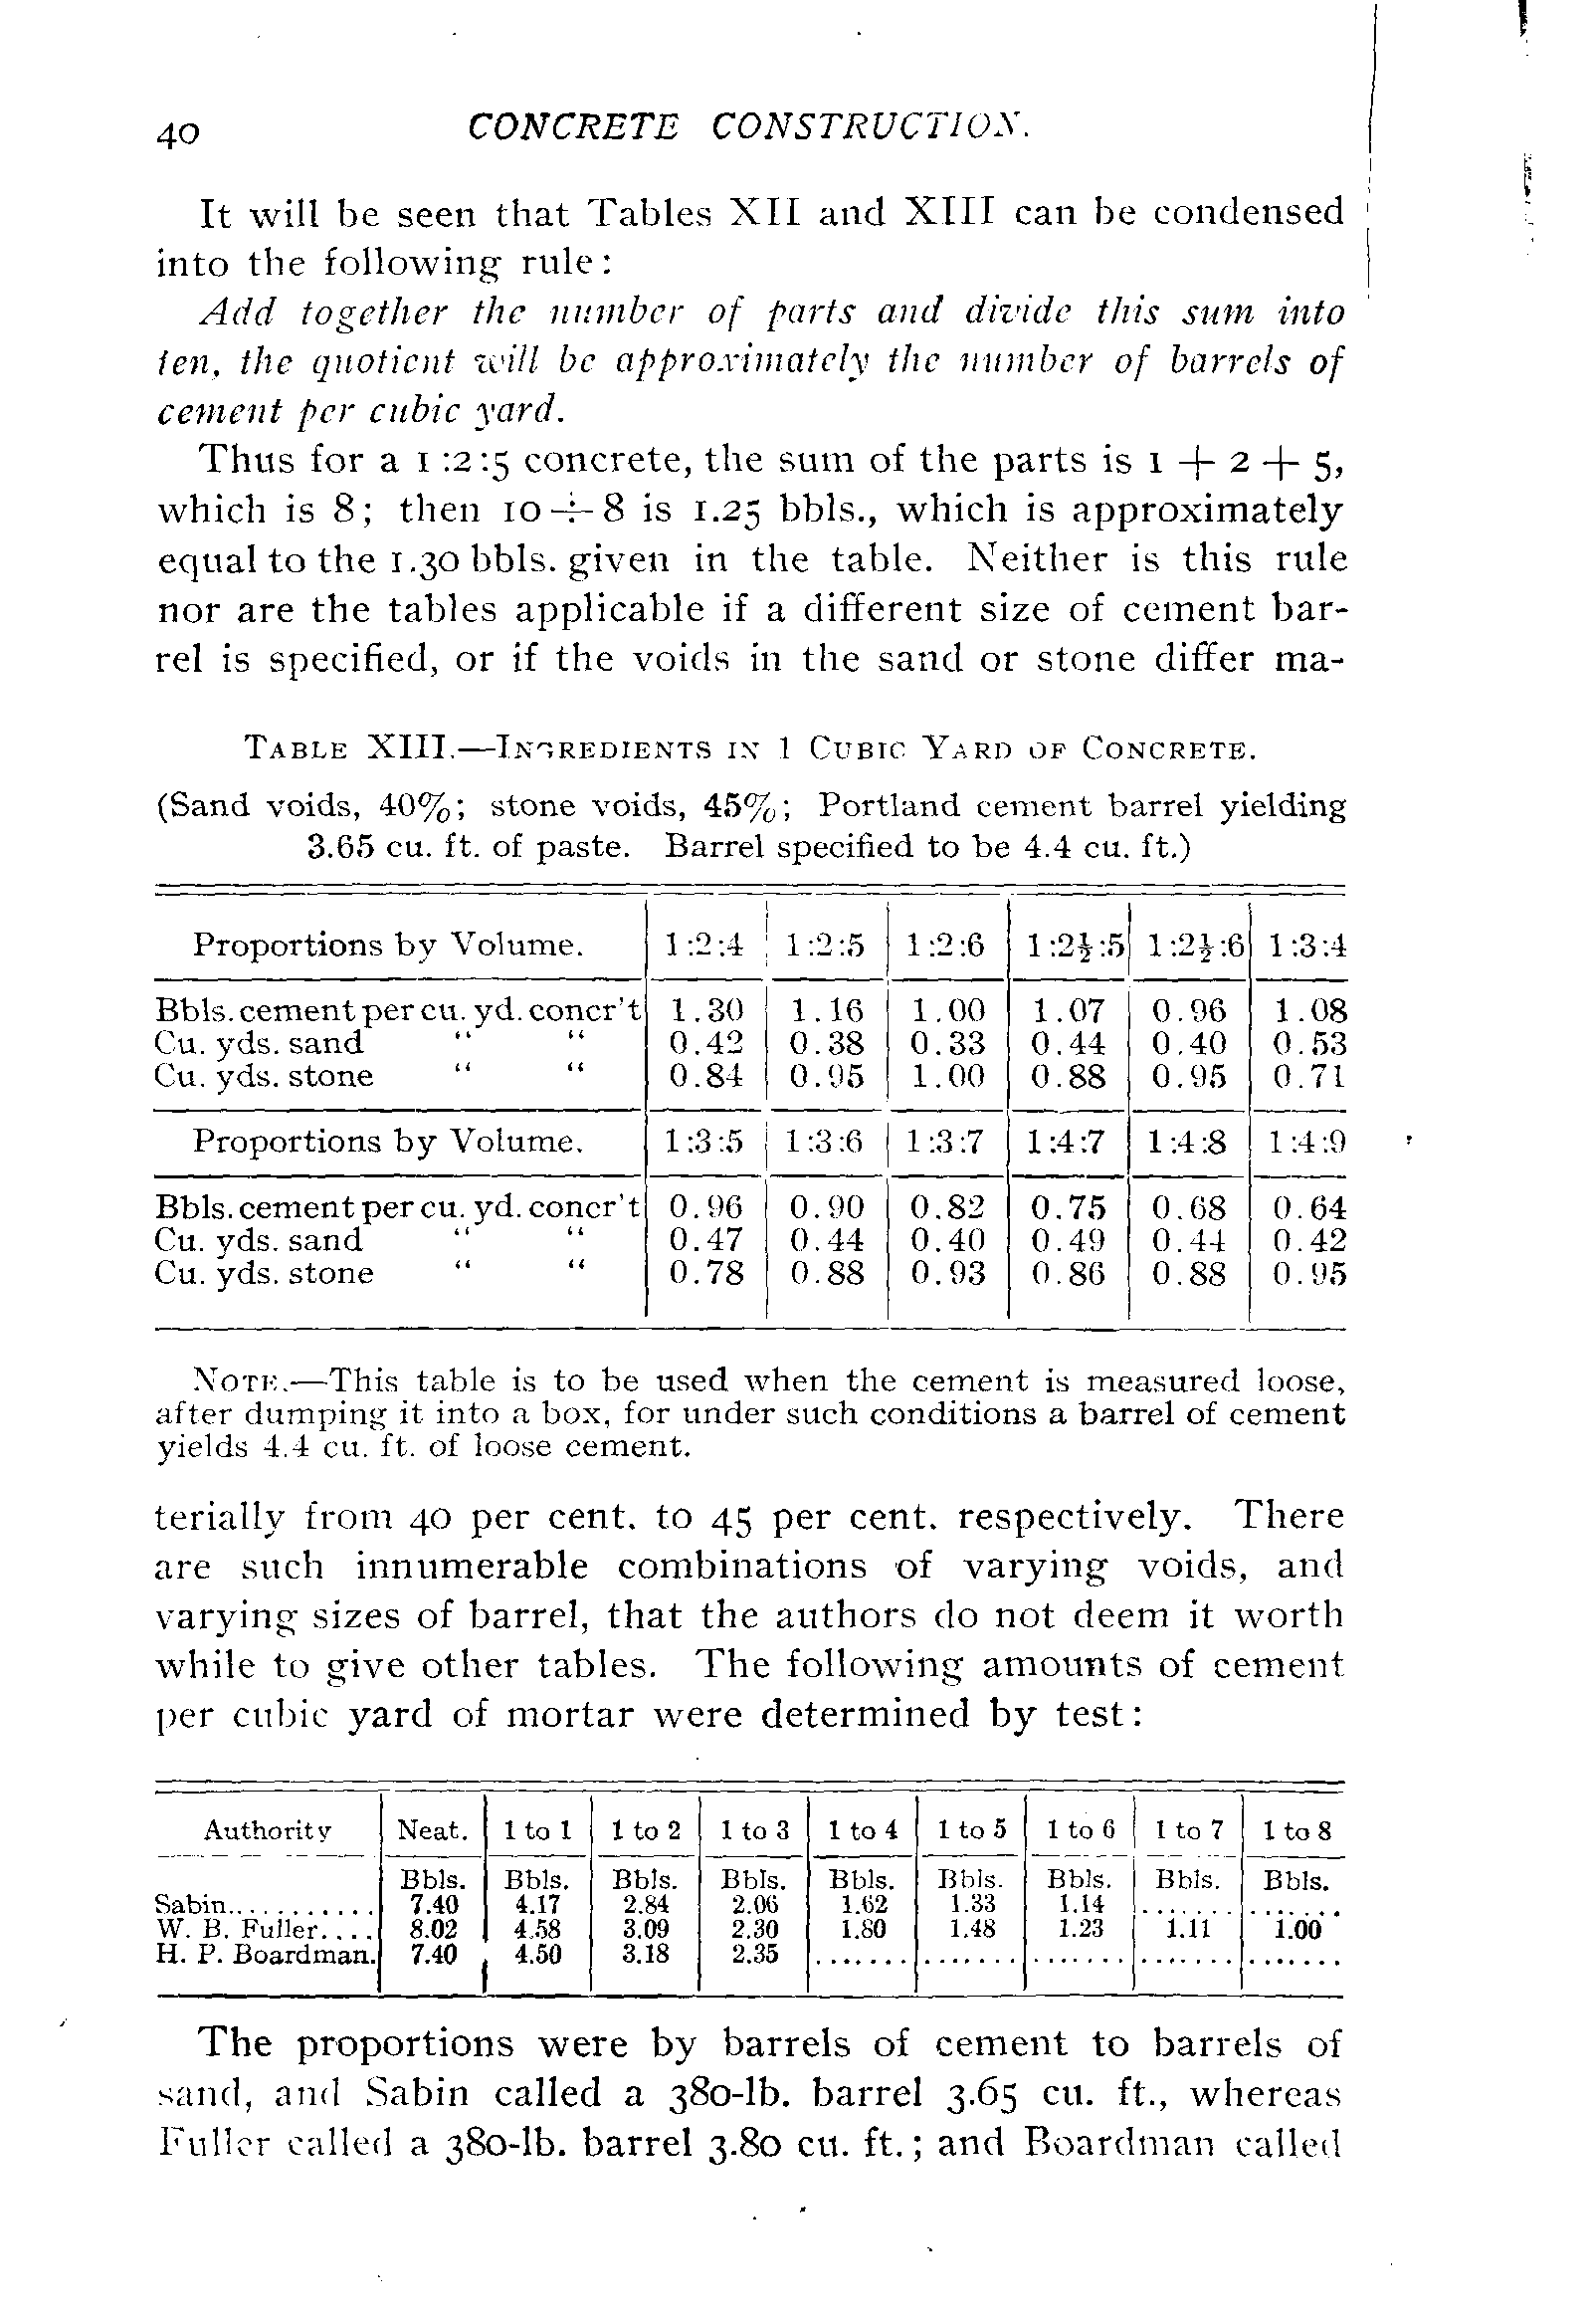 40 CONCRETE CONSTRUCTION.
It will be seen that Tables XII and XIII can be condensed
into the following rule:
Add together the number of parts and divide this sum into
ten, the quotient will be approximately the number of barrels of
cement per cubic yard.
Thus for a 1:2:5 concrete, the sum of the parts is 1 + 2 + 5,
which is 8; then 10 ÷ 8 is 1.25 bbls., which is approximately
equal to the 1.30 bbls. given in the table. Neither is this rule
nor are the tables applicable if a different size of cement bar-
rel is specified, or if the voids in the sand or stone differ ma-
TABLE XIII.—INGREDIENTS IN 1 CUBIC YARD OF CONCRETE.
(Sand voids, 40%; stone voids, 45%; Portland cement barrel yielding
3.65 cu. ft. of paste. Barrel specified to be 4.4 cu. ft.)
Proportions by Volume. 1:2:4 1:2:5 1:2:6 1:2½:5 1:2½:6 1:3:4
Bbls. cement per cu. yd. concr't 1.30 1.16 1.00 1.07 0.96 1.08
Cu. yds. sand " " 0.42 0.38 0.33 0.44 0.40 0.53
Cu. yds. stone " " 0.84 0.95 1.00 0.88 0.95 0.71
Proportions by Volume. 1:3:5 1:3:6 1:3:7 1:4:7 1:4:8 1:4:9
Bbls. cement per cu. yd. concr't 0.96 0.90 0.82 0.75 0.68 0.64
Cu. yds. sand " " 0.47 0.44 0.40 0.49 0.44 0.42
Cu. yds. stone " " 0.78 0.88 0.93 0.86 0.88 0.95
NOTE.—This table is to be used when the cement is measured loose,
after dumping it into a box, for under such conditions a barrel of cement
yields 4.4 cu. ft. of loose cement.
terially from 40 per cent. to 45 per cent. respectively. There
are such innumerable combinations of varying voids, and
varying sizes of barrel, that the authors do not deem it worth
while to give other tables. The following amounts of cement
per cubic yard of mortar were determined by test:
Authority Neat. 1 to 1 1 to 2 1 to 3 1 to 4 1 to 5 1 to 6 1 to 7 1 to 8
Bbls. Bbls. Bbls. Bbls. Bbls. Bbls. Bbls. Bbls. Bbls.
Sabin............ 7.40 4.17 2.84 2.06 1.62 1.33 1.14 ....... .......
W. B. Fuller.... 8.02 4.58 3.09 2.30 1.80 1.48 1.23 1.11 1.00
H. P. Boardman. 7.40 4.50 3.18 2.35 ....... ....... ....... ....... .......
The proportions were by barrels of cement to barrels of
sand, and Sabin called a 380-lb. barrel 3.65 cu. ft., whereas
Fuller called a 380-lb. barrel 3.80 cu. ft.; and Boardman called